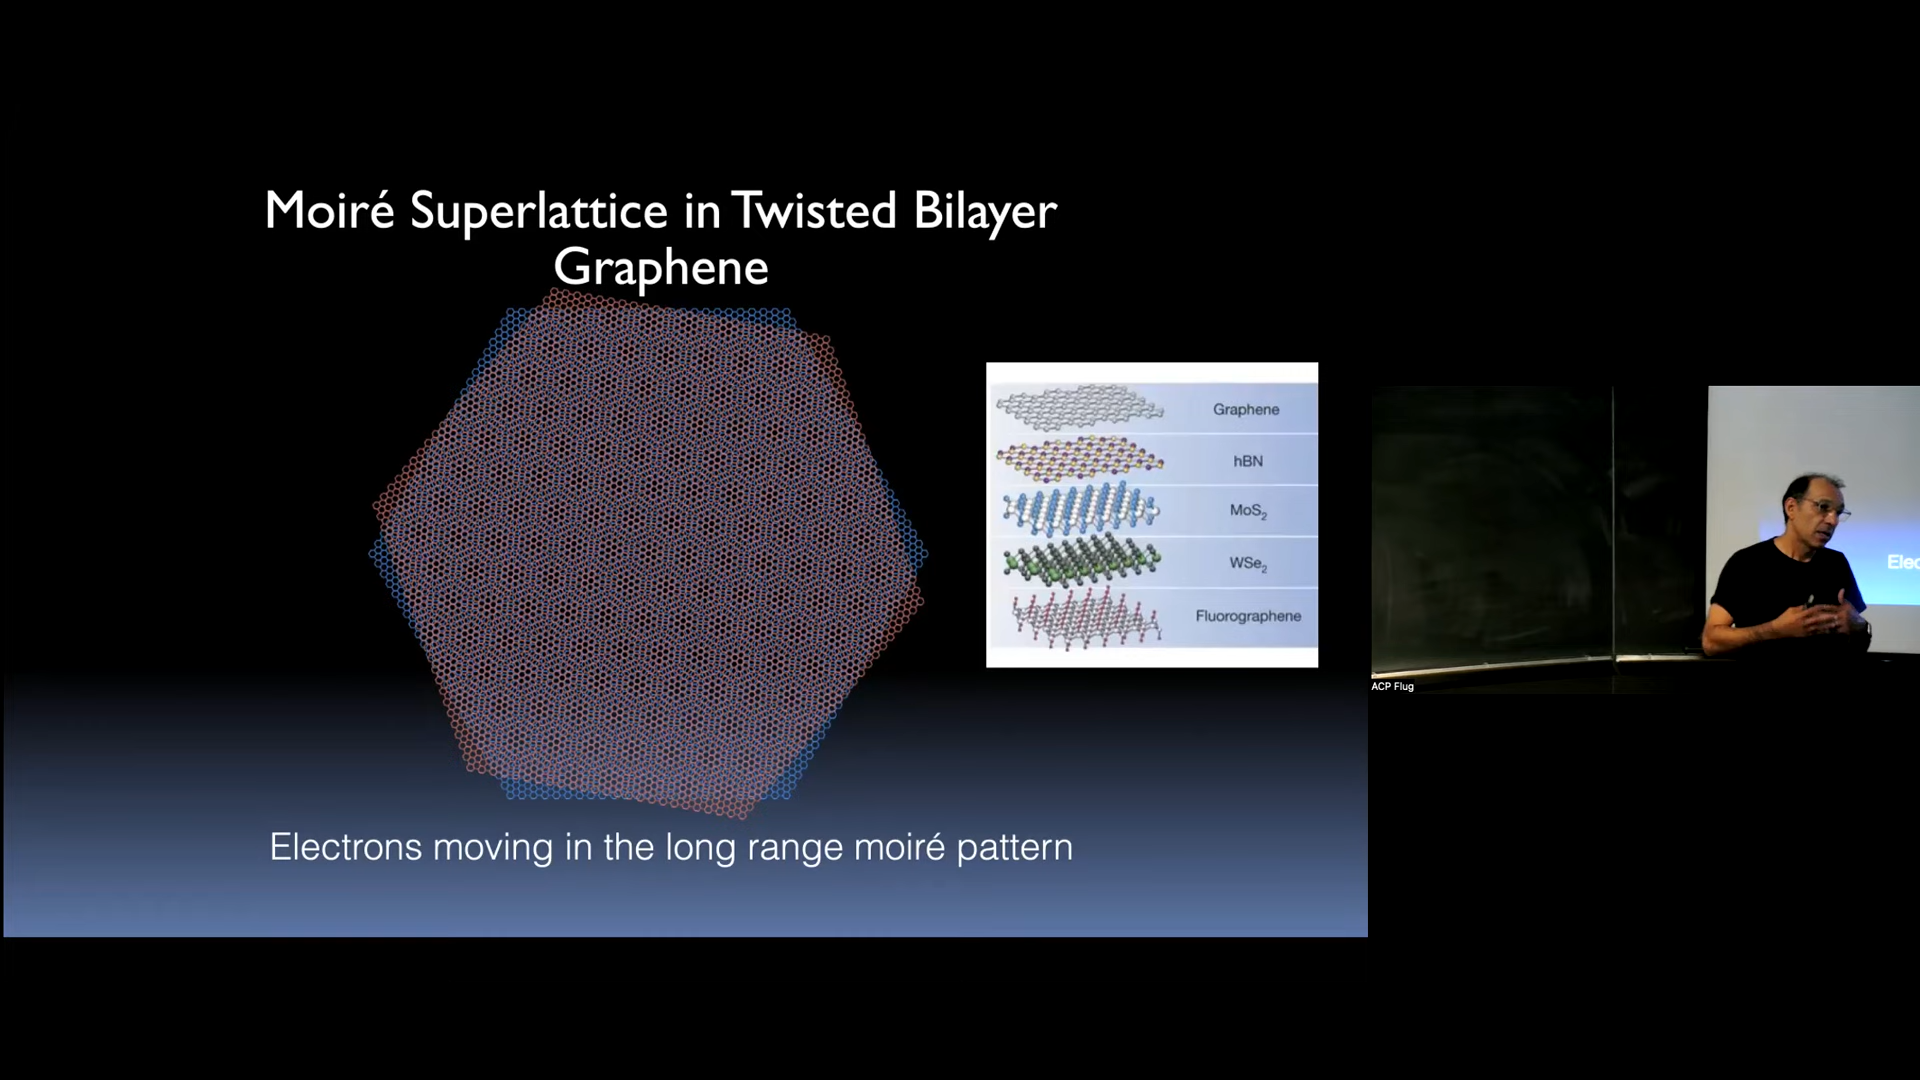 Moiré Superlattice in Twisted Bilayer
Graphene
Graphene
hBN
MoS₂
WSe₂
Fluorographene
Electrons moving in the long range moiré pattern
ACP Flug
Elec